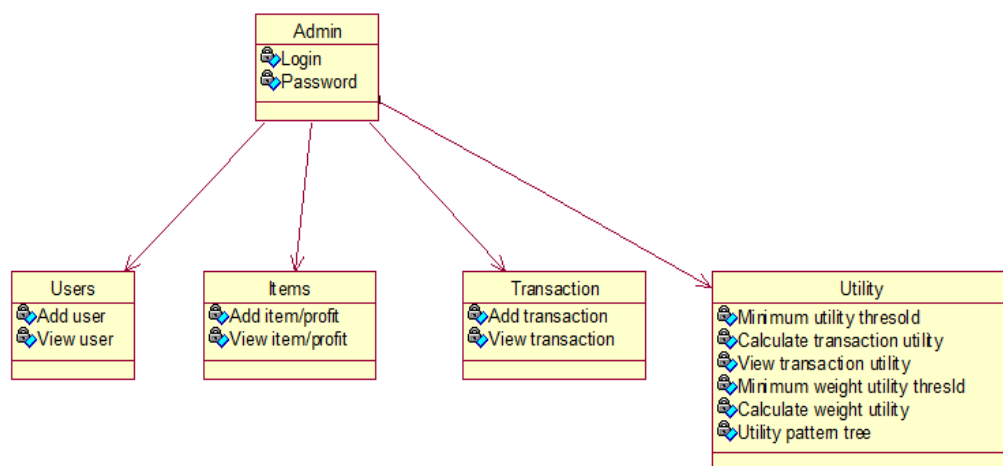 Admin
Login
Password
Users
Add user
View user
Items
Add item/profit
View item/profit
Transaction
Add transaction
View transaction
Utility
Minimum utility thresold
Calculate transaction utility
View transaction utility
Minimum weight utility thresld
Calculate weight utility
Utility pattern tree